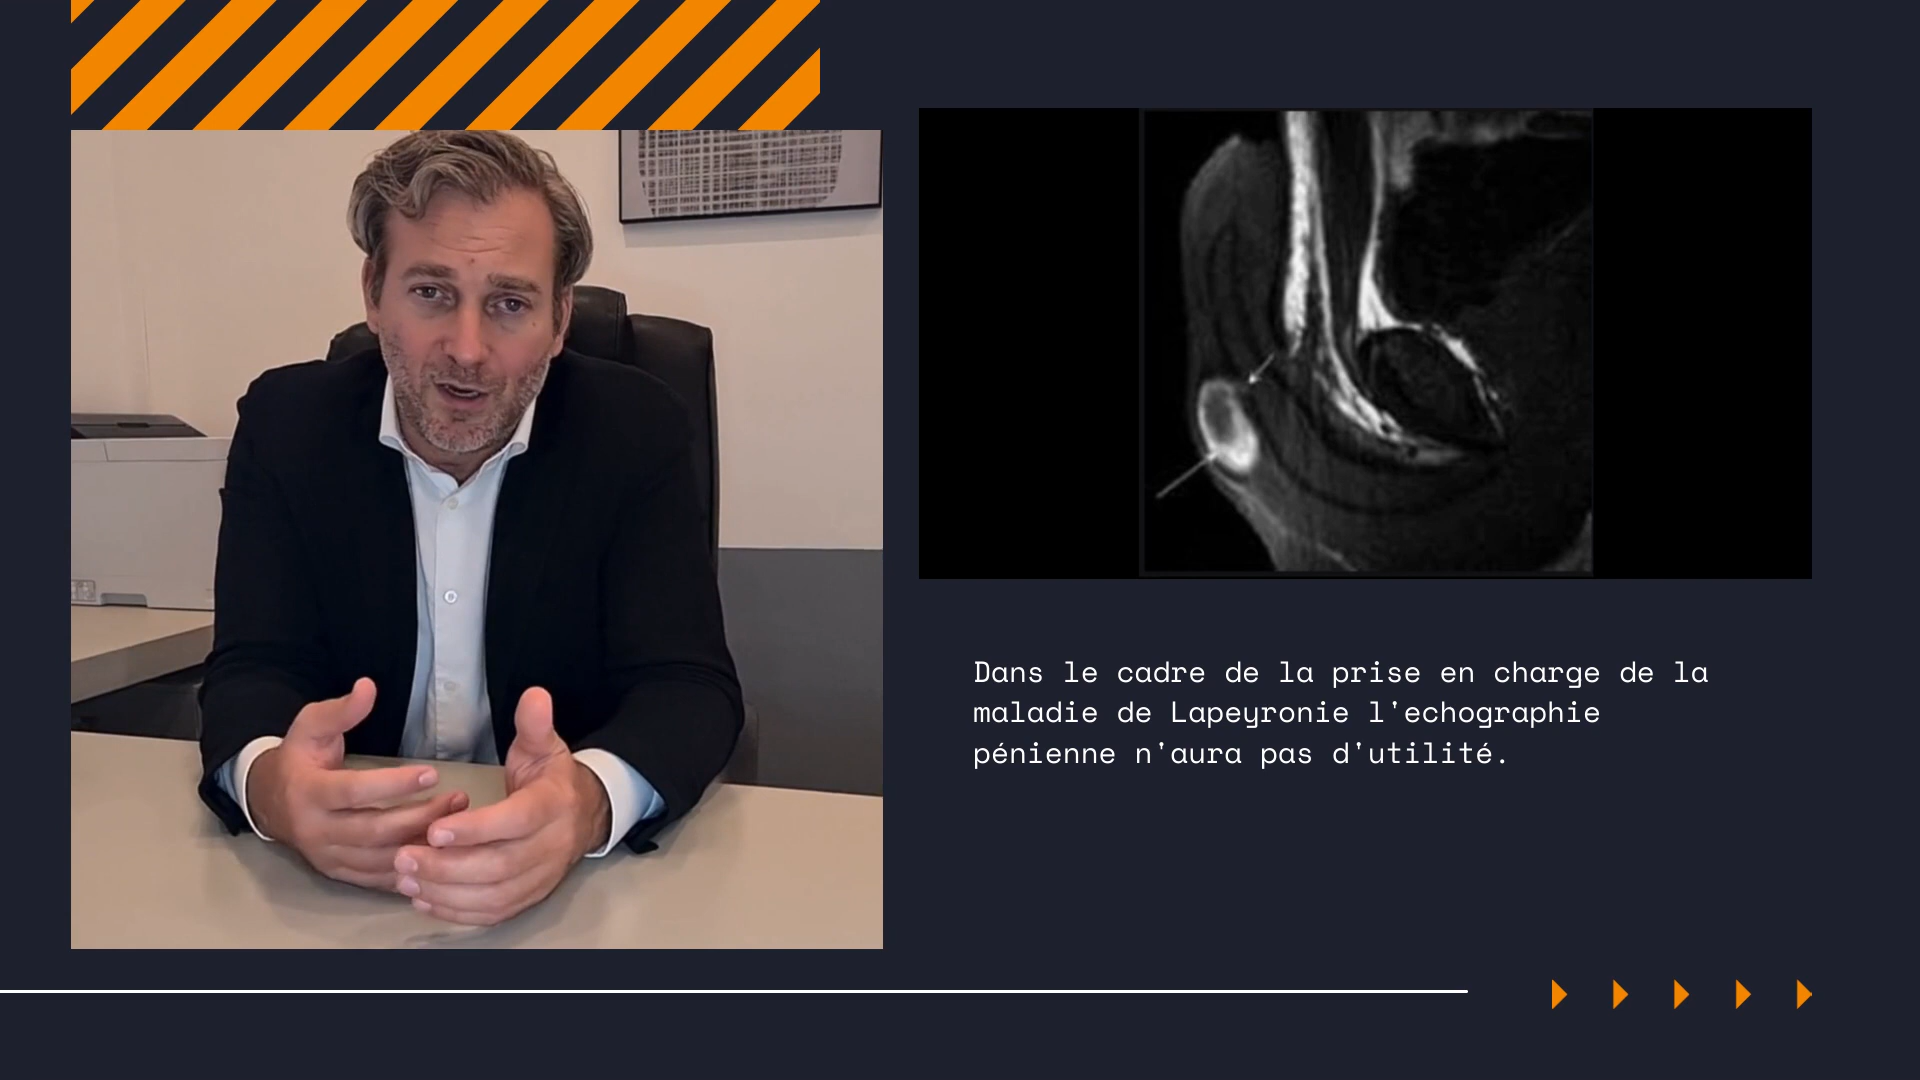 Dans le cadre de la prise en charge de la
maladie de Lapeyronie l'echographie
pénienne n'aura pas d'utilité.